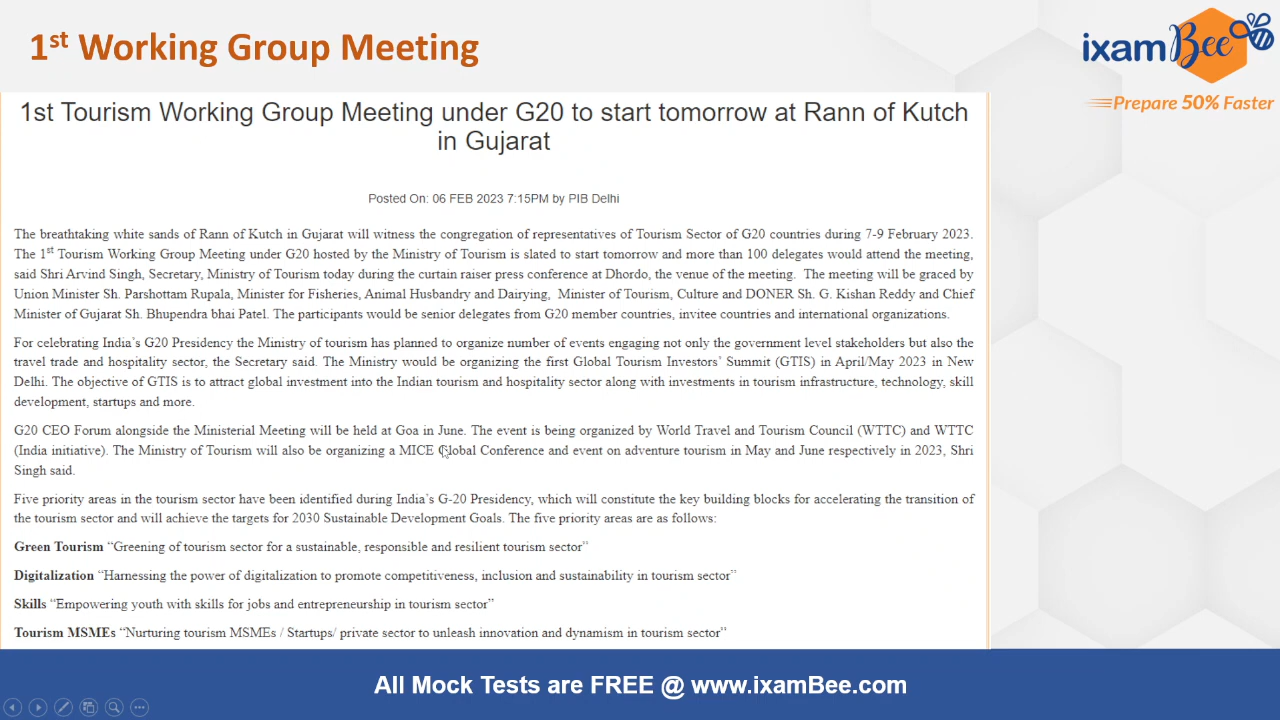 1st Working Group Meeting
ixamBee
Prepare 50% Faster
1st Tourism Working Group Meeting under G20 to start tomorrow at Rann of Kutch
in Gujarat
Posted On: 06 FEB 2023 7:15PM by PIB Delhi
The breathtaking white sands of Rann of Kutch in Gujarat will witness the congregation of representatives of Tourism Sector of G20 countries during 7-9 February 2023.
The 1st Tourism Working Group Meeting under G20 hosted by the Ministry of Tourism is slated to start tomorrow and more than 100 delegates would attend the meeting,
said Shri Arvind Singh, Secretary, Ministry of Tourism today during the curtain raiser press conference at Dhordo, the venue of the meeting. The meeting will be graced by
Union Minister Sh. Parshottam Rupala, Minister for Fisheries, Animal Husbandry and Dairying, Minister of Tourism, Culture and DONER Sh. G. Kishan Reddy and Chief
Minister of Gujarat Sh. Bhupendra bhai Patel. The participants would be senior delegates from G20 member countries, invitee countries and international organizations.
For celebrating India's G20 Presidency the Ministry of tourism has planned to organize number of events engaging not only the government level stakeholders but also the
travel trade and hospitality sector, the Secretary said. The Ministry would be organizing the first Global Tourism Investors' Summit (GTIS) in April/May 2023 in New
Delhi. The objective of GTIS is to attract global investment into the Indian tourism and hospitality sector along with investments in tourism infrastructure, technology, skill
development, startups and more.
G20 CEO Forum alongside the Ministerial Meeting will be held at Goa in June. The event is being organized by World Travel and Tourism Council (WTTC) and WTTC
(India initiative). The Ministry of Tourism will also be organizing a MICE Global Conference and event on adventure tourism in May and June respectively in 2023, Shri
Singh said.
Five priority areas in the tourism sector have been identified during India's G-20 Presidency, which will constitute the key building blocks for accelerating the transition of
the tourism sector and will achieve the targets for 2030 Sustainable Development Goals. The five priority areas are as follows:
Green Tourism "Greening of tourism sector for a sustainable, responsible and resilient tourism sector"
Digitalization "Harnessing the power of digitalization to promote competitiveness, inclusion and sustainability in tourism sector"
Skills "Empowering youth with skills for jobs and entrepreneurship in tourism sector"
Tourism MSMEs "Nurturing tourism MSMEs / Startups/ private sector to unleash innovation and dynamism in tourism sector"
All Mock Tests are FREE @ www.ixamBee.com